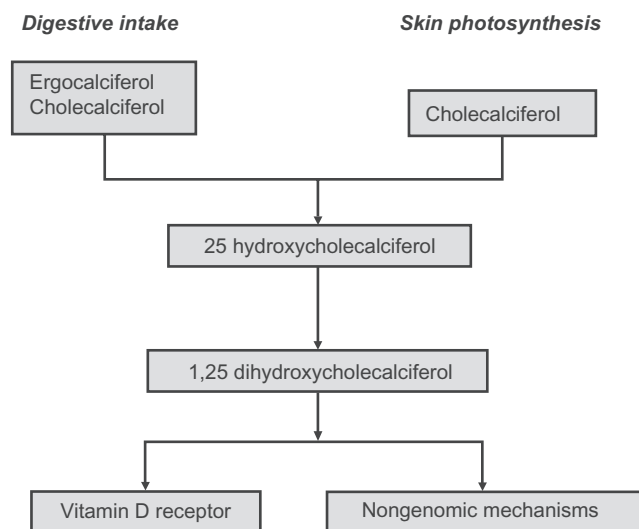 Digestive intake
Skin photosynthesis
Ergocalciferol
Cholecalciferol
Cholecalciferol
25 hydroxycholecalciferol
1,25 dihydroxycholecalciferol
Vitamin D receptor
Nongenomic mechanisms